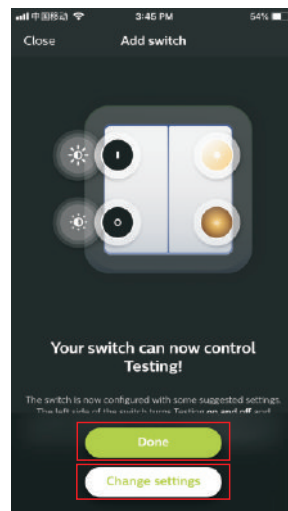 中国移动 3:45 PM 54%
Close Add switch
Your switch can now control
Testing!
The switch is now configured with some suggested settings.
The left side of the switch turns Testing on and off and
Done
Change settings